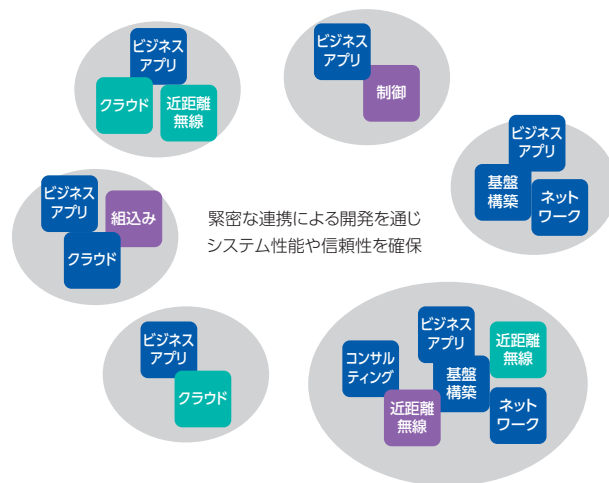 ビジネス
アプリ
クラウド
近距離
無線
ビジネス
アプリ
制御
ビジネス
アプリ
基盤
構築
ネット
ワーク
ビジネス
アプリ
組込み
クラウド
緊密な連携による開発を通じ
システム性能や信頼性を確保
ビジネス
アプリ
クラウド
ビジネス
アプリ
近距離
無線
コンサル
ティング
基盤
構築
近距離
無線
ネット
ワーク